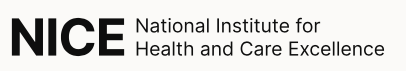 NICE
National Institute for
Health and Care Excellence